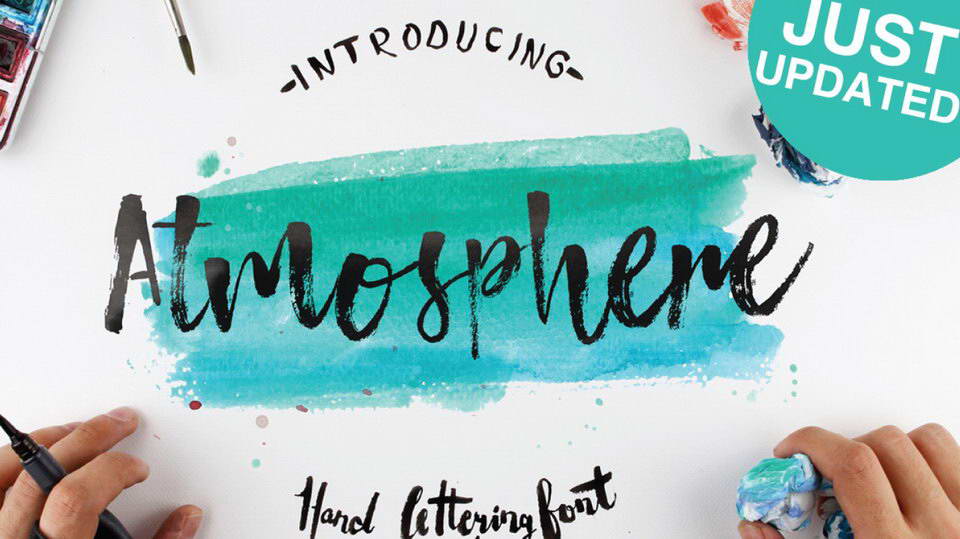 -INTRODUCING-
JUST
UPDATED
Atmosphere
Hand lettering font